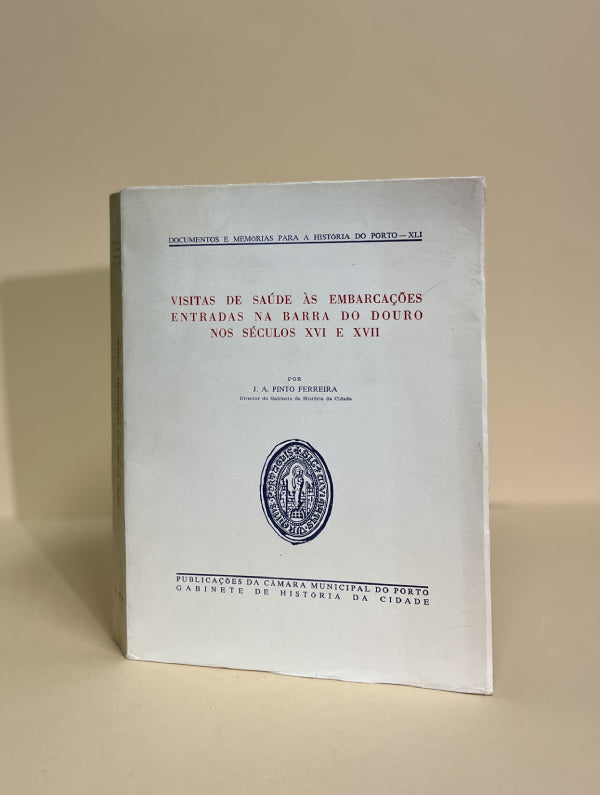 DOCUMENTOS E MEMÓRIAS PARA A HISTÓRIA DO PORTO — XLI
VISITAS DE SAÚDE ÀS EMBARCAÇÕES
ENTRADAS NA BARRA DO DOURO
NOS SÉCULOS XVI E XVII
POR
J. A. PINTO FERREIRA
Director do Gabinete de História da Cidade
PUBLICAÇÕES DA CÂMARA MUNICIPAL DO PORTO
GABINETE DE HISTÓRIA DA CIDADE